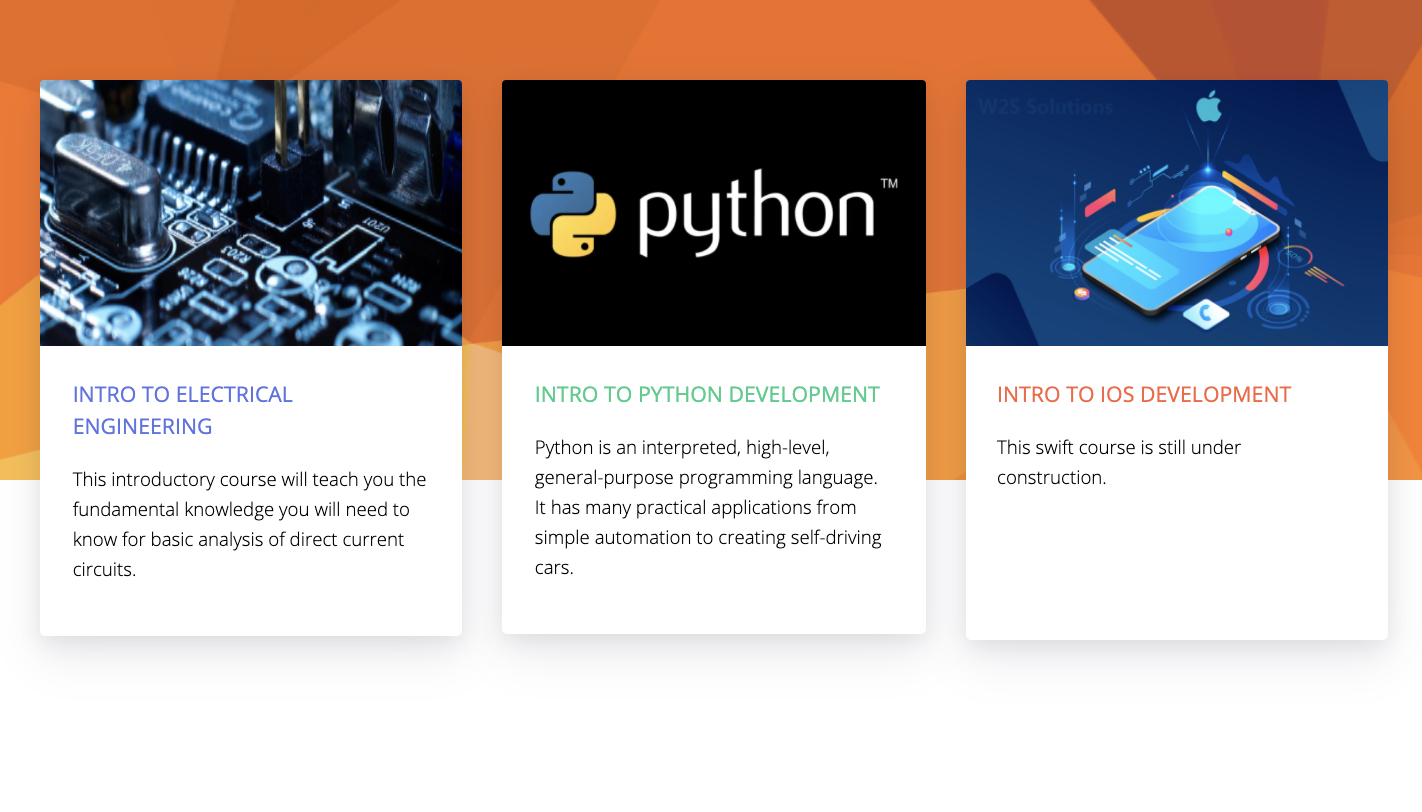 W2S Solutions
python™
INTRO TO ELECTRICAL
ENGINEERING
This introductory course will teach you the
fundamental knowledge you will need to
know for basic analysis of direct current
circuits.
INTRO TO PYTHON DEVELOPMENT
Python is an interpreted, high-level,
general-purpose programming language.
It has many practical applications from
simple automation to creating self-driving
cars.
INTRO TO IOS DEVELOPMENT
This swift course is still under
construction.